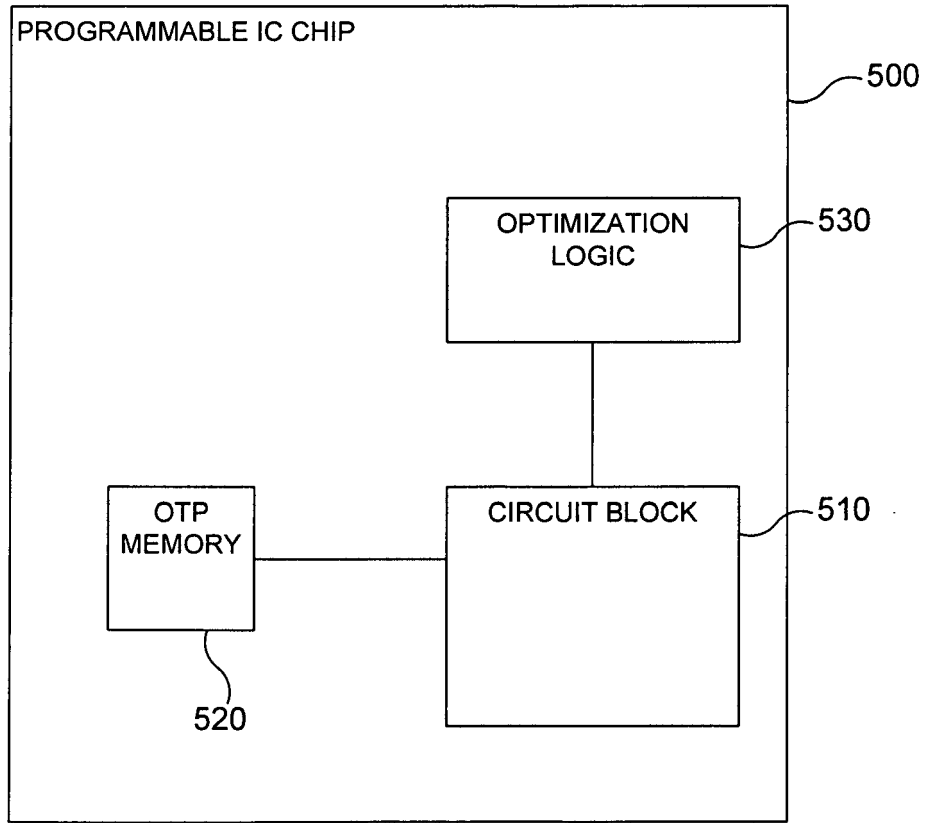 PROGRAMMABLE IC CHIP
500
OPTIMIZATION
LOGIC
530
OTP
MEMORY
CIRCUIT BLOCK
510
520